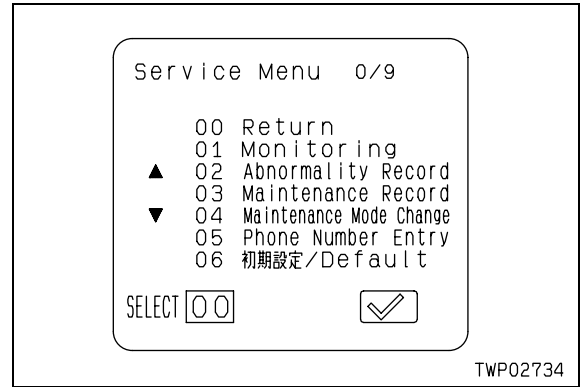 Service Menu 0/9
00 Return
01 Monitoring
▲ 02 Abnormality Record
03 Maintenance Record
▼ 04 Maintenance Mode Change
05 Phone Number Entry
06 初期設定/Default
SELECT 00
TWP02734